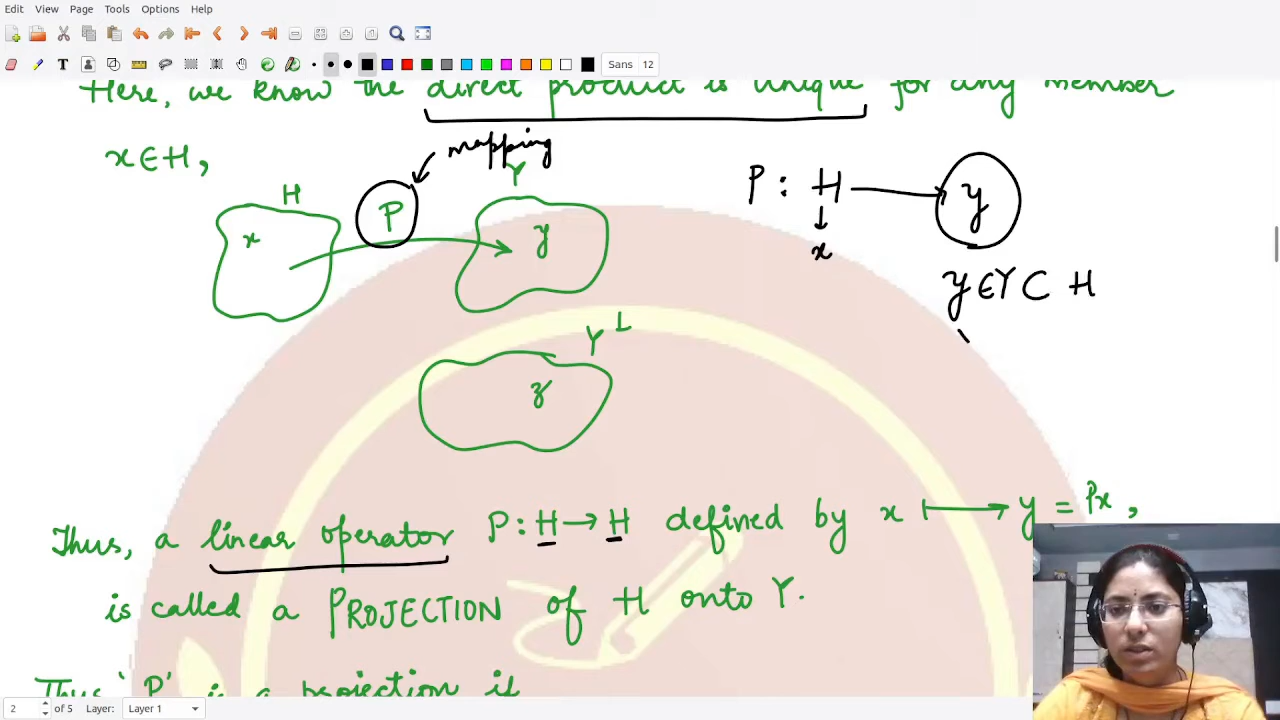 Edit View Page Tools Options Help
Sans 12
Here, we know the direct product is unique for any member
x∈H,
mapping
H
P
Y
x
y
P : H ⟶ y
↓
x
y∈Y⊂ H
Y⊥
z
Thus, a linear operator P : H→H defined by x ⟼ y = Px,
is called a PROJECTION of H onto Y.
Thus 'P' is a projection if
2 of 5 Layer: Layer 1